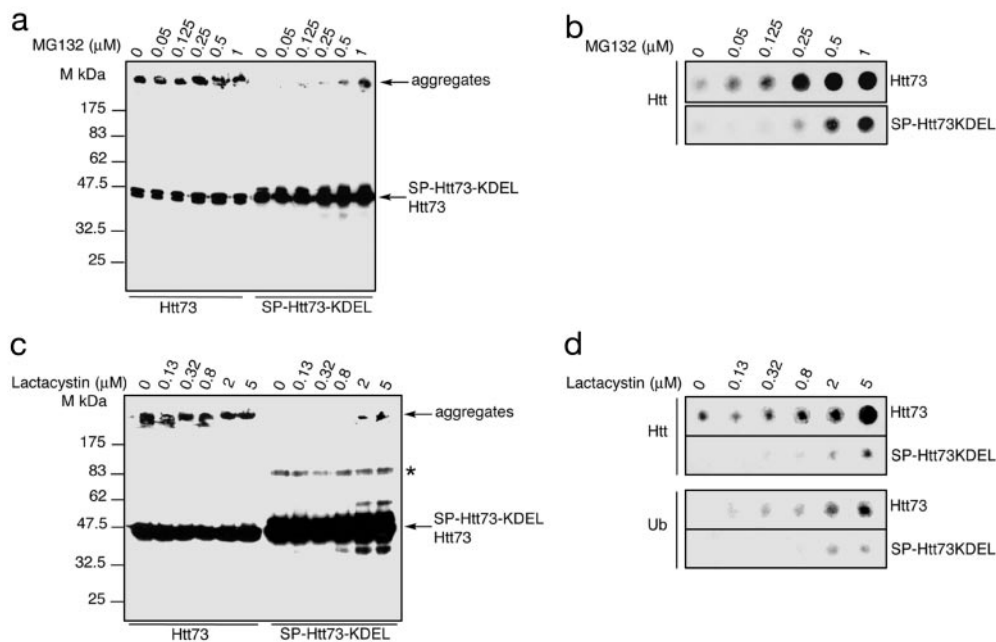 a
MG132 (μM) 0 0.05 0.125 0.25 0.5 1 0 0.05 0.125 0.25 0.5 1
M kDa
aggregates
175
83
62
47.5
SP-Htt73-KDEL
Htt73
32.5
25
Htt73 SP-Htt73-KDEL
b
MG132 (μM) 0 0.05 0.125 0.25 0.5 1
Htt
Htt73
SP-Htt73KDEL
c
Lactacystin (μM) 0 0.13 0.32 0.8 2 5 0 0.13 0.32 0.8 2 5
M kDa
aggregates
175
83 *
62
47.5
SP-Htt73-KDEL
Htt73
32.5
25
Htt73 SP-Htt73-KDEL
d
Lactacystin (μM) 0 0.13 0.32 0.8 2 5
Htt
Htt73
SP-Htt73KDEL
Ub
Htt73
SP-Htt73KDEL